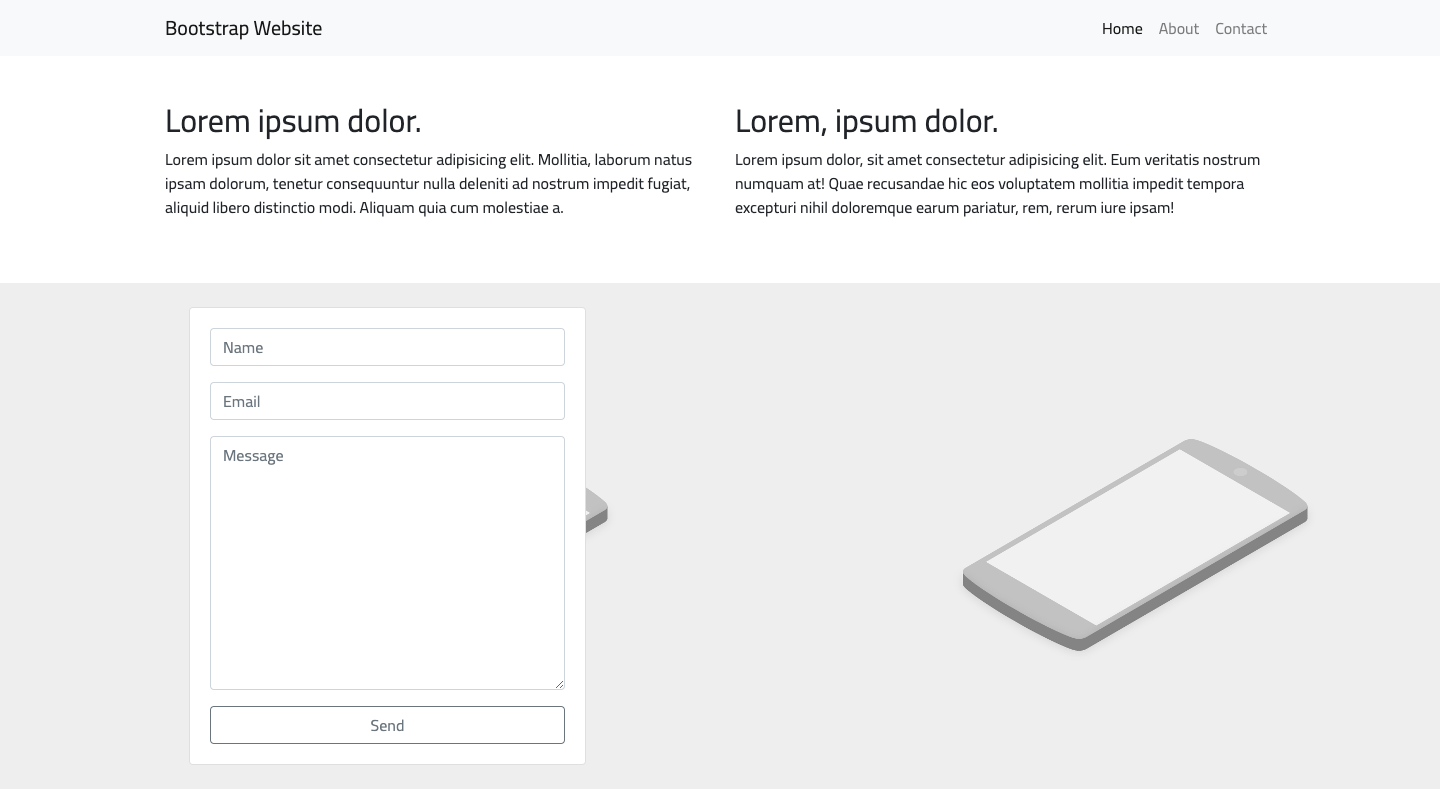 Bootstrap Website
Home About Contact
Lorem ipsum dolor.
Lorem ipsum dolor sit amet consectetur adipisicing elit. Mollitia, laborum natus
ipsam dolorum, tenetur consequuntur nulla deleniti ad nostrum impedit fugiat,
aliquid libero distinctio modi. Aliquam quia cum molestiae a.
Lorem, ipsum dolor.
Lorem ipsum dolor, sit amet consectetur adipisicing elit. Eum veritatis nostrum
numquam at! Quae recusandae hic eos voluptatem mollitia impedit tempora
excepturi nihil doloremque earum pariatur, rem, rerum iure ipsam!
Name
Email
Message
Send